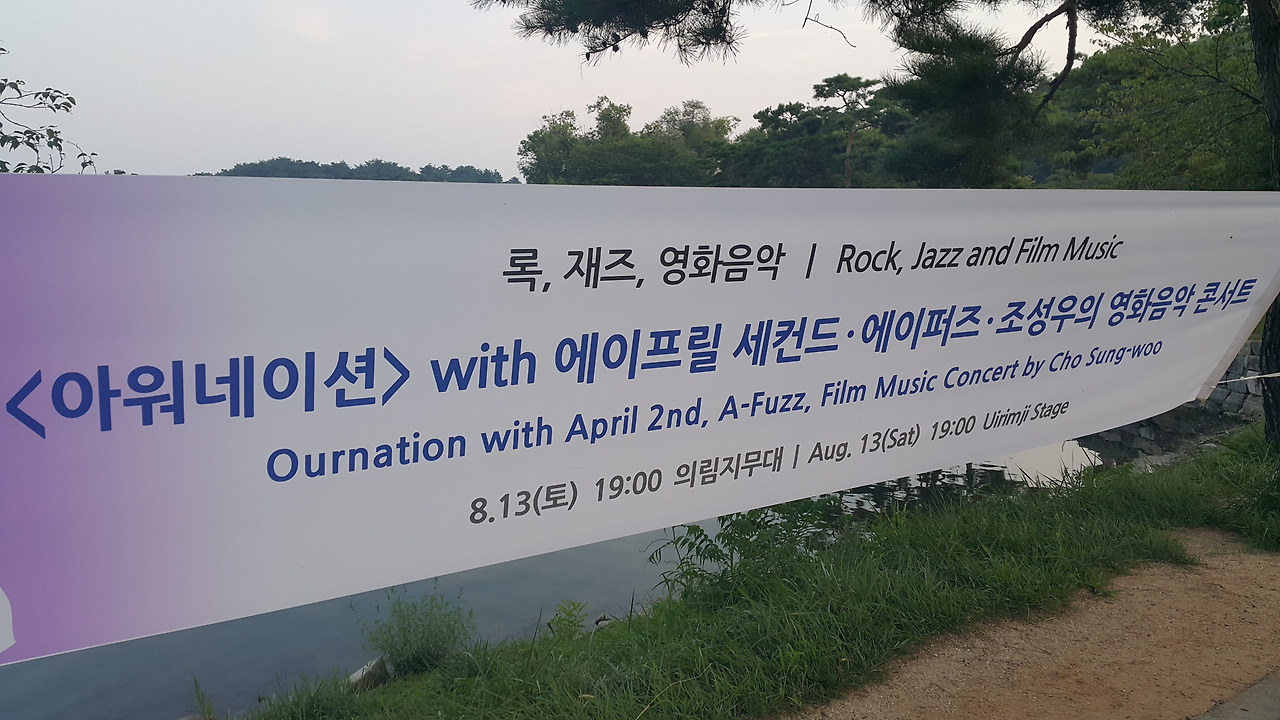 록, 재즈, 영화음악 | Rock, Jazz and Film Music
<아워네이션> with 에이프릴 세컨드·에이퍼즈·조성우의 영화음악 콘서트
Ournation with April 2nd, A-Fuzz, Film Music Concert by Cho Sung-woo
8.13(토) 19:00 의림지무대 | Aug. 13(Sat) 19:00 Uirimji Stage